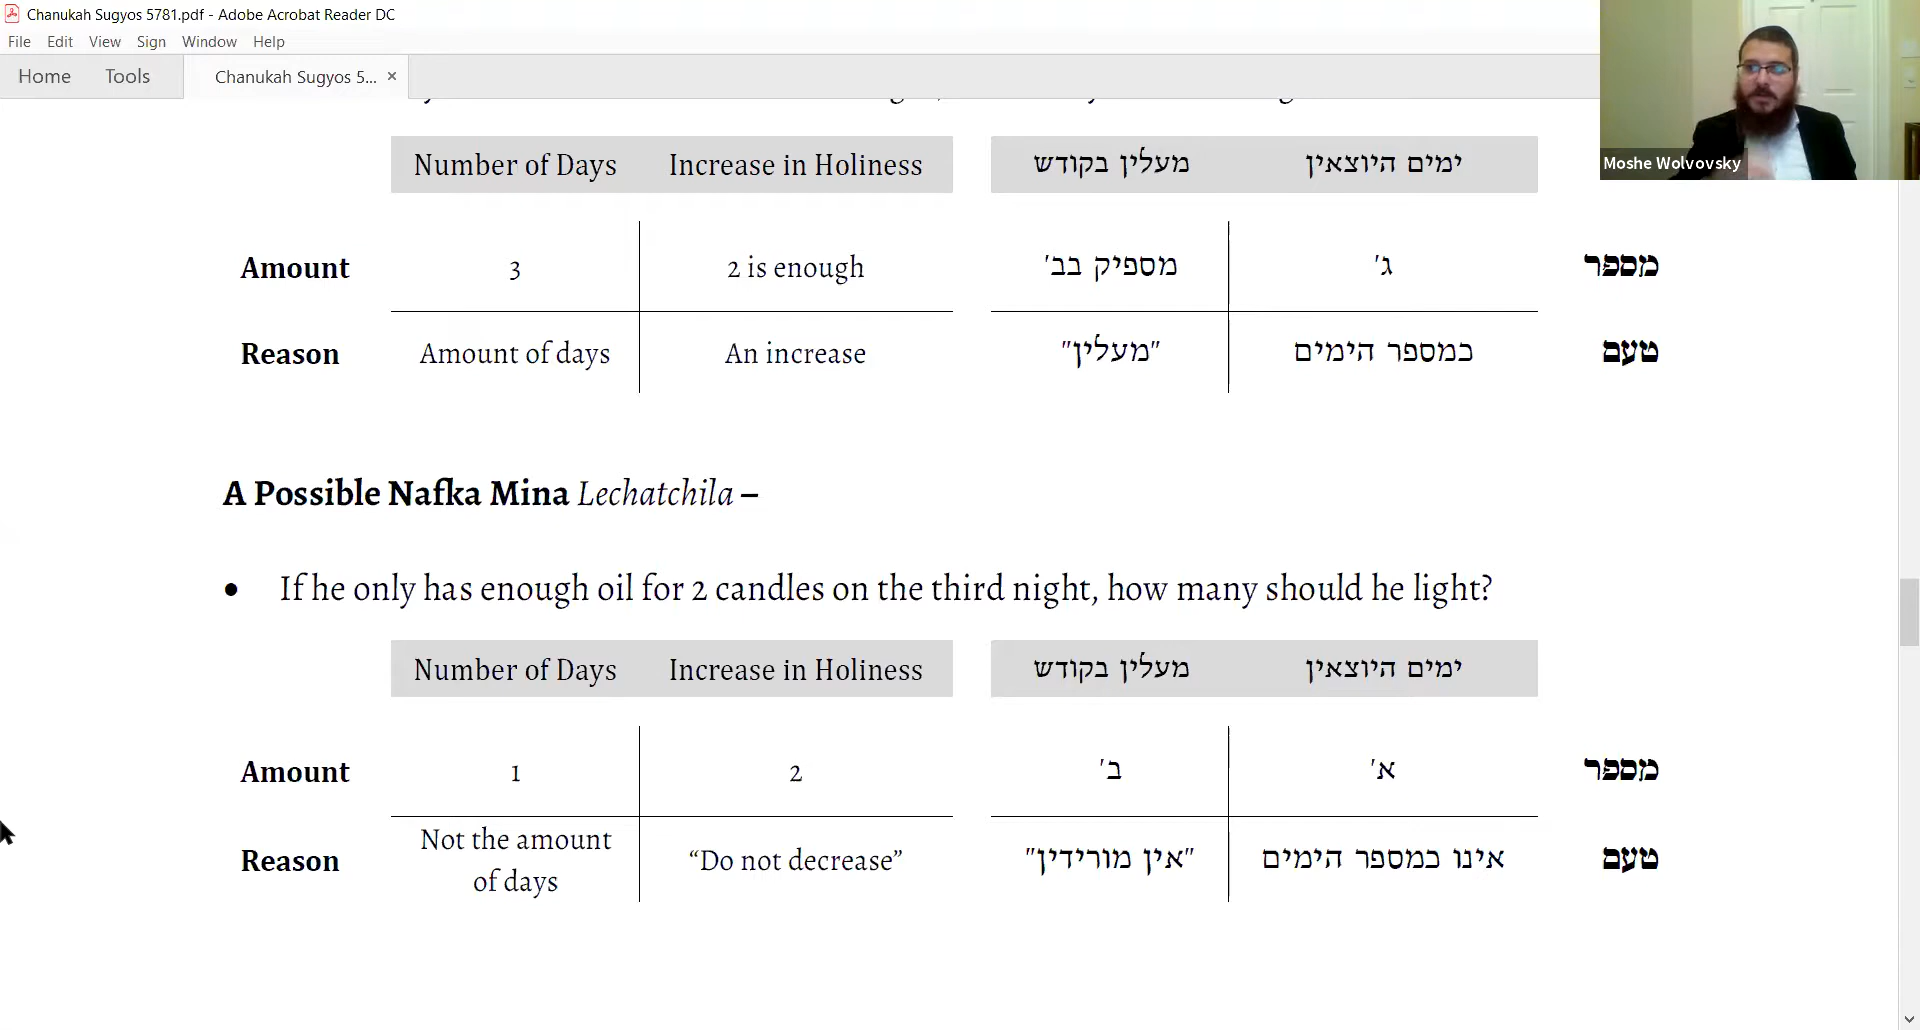 Chanukah Sugyos 5781.pdf - Adobe Acrobat Reader DC
File Edit View Sign Window Help
Home Tools Chanukah Sugyos 5... ×
Moshe Wolvovsky
Number of Days Increase in Holiness ימים היוצאין מעלין בקודש
Amount 3 2 is enough ג' מספיק בב' מספר
Reason Amount of days An increase כמספר הימים "מעלין" טעם
A Possible Nafka Mina Lechatchila –
• If he only has enough oil for 2 candles on the third night, how many should he light?
Number of Days Increase in Holiness ימים היוצאין מעלין בקודש
Amount 1 2 א' ב' מספר
Reason Not the amount of days “Do not decrease” אינו כמספר הימים "אין מורידין" טעם